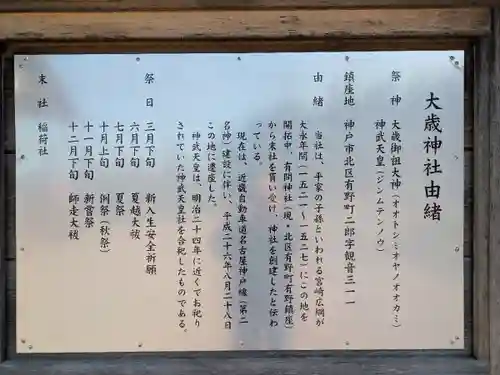 大歳神社由緒
祭神 大歳御祖大神(オオトシミオヤノオオカミ)
神武天皇(ジンムテンノウ)
鎮座地 神戸市北区有野町二郎字観音三一一
由緒 当社は、平家の子孫といわれる宮崎広綱が
大永年間(一五二一～一五二七)にこの地を
開拓中、有間神社(現・北区有野町有野鎮座)
から末社を貰い受け、神社を創建したと伝わ
っている。
現在は、近畿自動車道名古屋神戸線(第二
名神)建設に伴い、平成二十六年八月二十八日
この地に遷座した。
神武天皇は、明治二十四年に近くでお祀り
されていた神武天皇社を合祀したものである。
祭日 三月下旬 新入生安全祈願
六月下旬 夏越大祓
七月下旬 夏祭
十月上旬 例祭(秋祭)
十一月下旬 新嘗祭
十二月下旬 師走大祓
末社 稲荷社